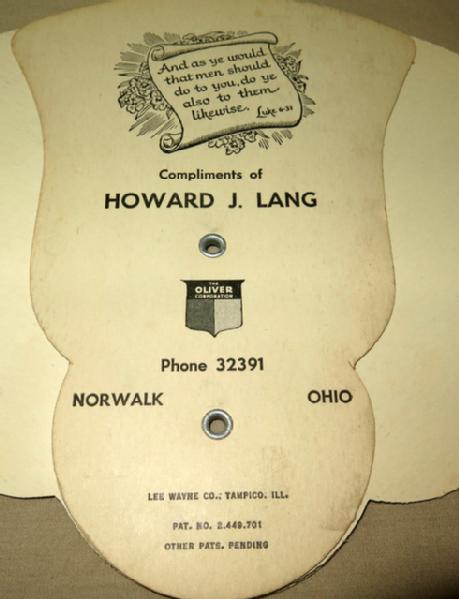 And as ye would
that men should
do to you, do ye
also to them
likewise. Luke 6-31
Compliments of
HOWARD J. LANG
THE
OLIVER
CORPORATION
Phone 32391
NORWALK OHIO
LEE WAYNE CO., TAMPICO, ILL.
PAT. NO. 2,449,701
OTHER PATS. PENDING